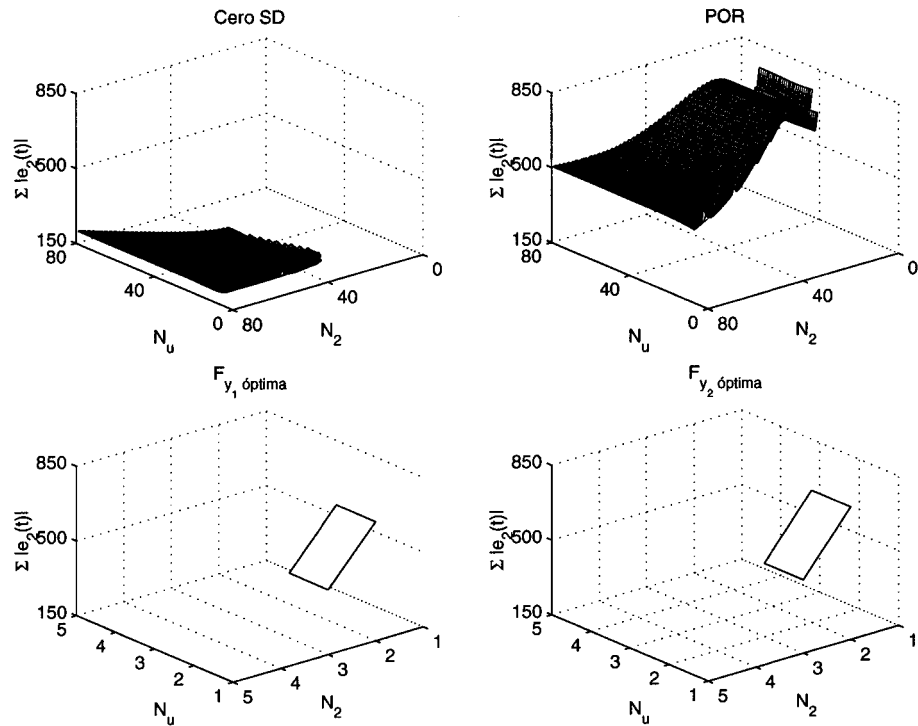 Cero SD
850
500
150
Σ |e₂(t)|
80
40
0
Nᵤ
80
40
0
N₂
POR
850
500
150
Σ |e₂(t)|
80
40
0
Nᵤ
80
40
0
N₂
F y₁ óptima
850
500
150
Σ |e₂(t)|
5
4
3
2
1
Nᵤ
5
4
3
2
1
N₂
F y₂ óptima
850
500
150
Σ |e₂(t)|
5
4
3
2
1
Nᵤ
5
4
3
2
1
N₂